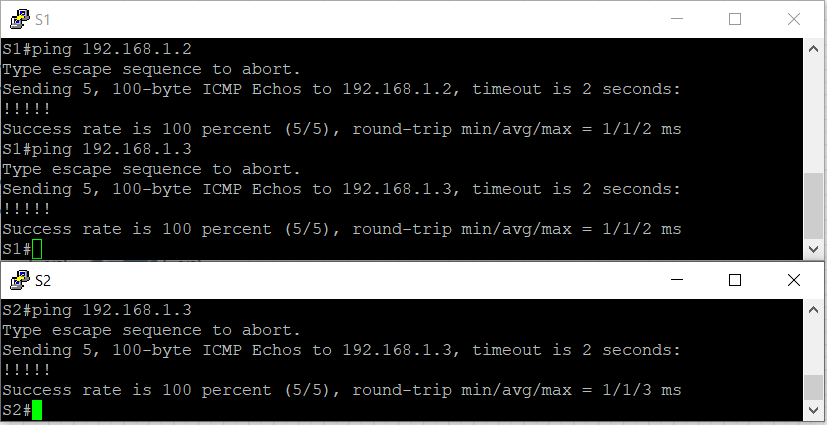 S1
S1#ping 192.168.1.2
Type escape sequence to abort.
Sending 5, 100-byte ICMP Echos to 192.168.1.2, timeout is 2 seconds:
!!!!!
Success rate is 100 percent (5/5), round-trip min/avg/max = 1/1/2 ms
S1#ping 192.168.1.3
Type escape sequence to abort.
Sending 5, 100-byte ICMP Echos to 192.168.1.3, timeout is 2 seconds:
!!!!!
Success rate is 100 percent (5/5), round-trip min/avg/max = 1/1/2 ms
S1#
S2
S2#ping 192.168.1.3
Type escape sequence to abort.
Sending 5, 100-byte ICMP Echos to 192.168.1.3, timeout is 2 seconds:
!!!!!
Success rate is 100 percent (5/5), round-trip min/avg/max = 1/1/3 ms
S2#